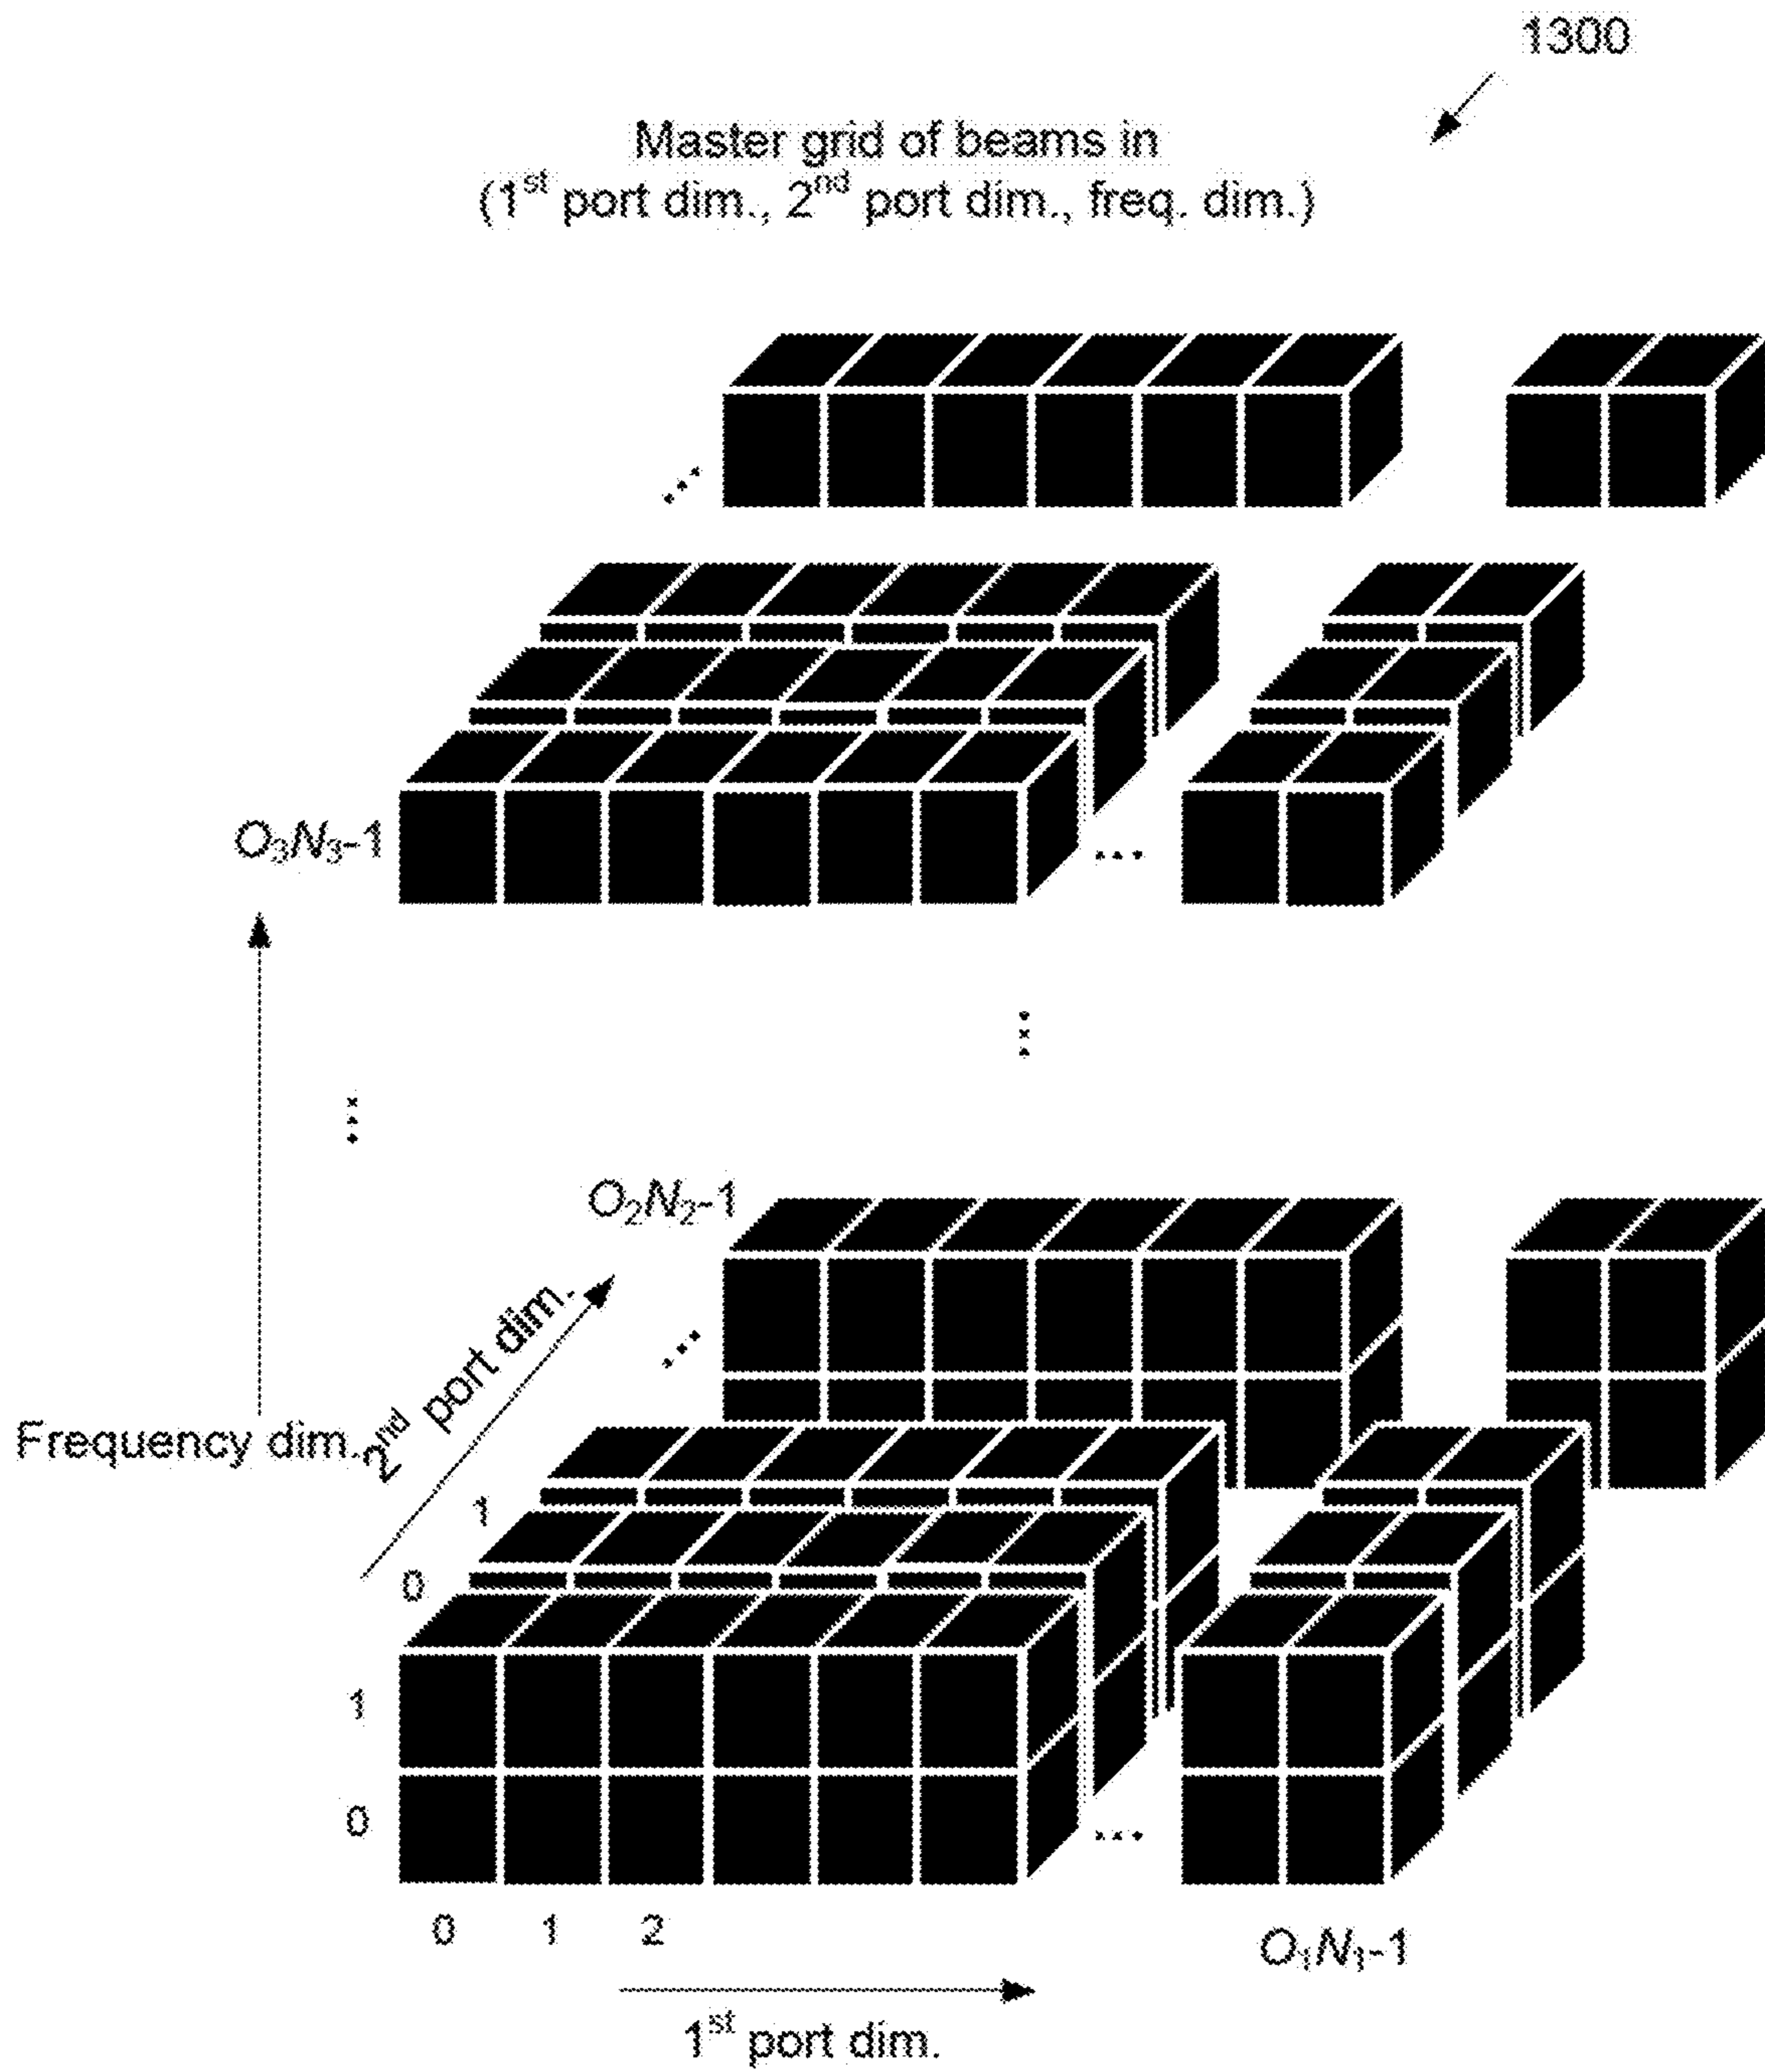 1300
Master grid of beams in
(1st port dim., 2nd port dim., freq. dim.)
...
O₃N₃-1
...
...
...
O₂N₂-1
...
2nd port dim.
Frequency dim.
1
0
1
0
...
0 1 2
O₁N₁-1
1st port dim.